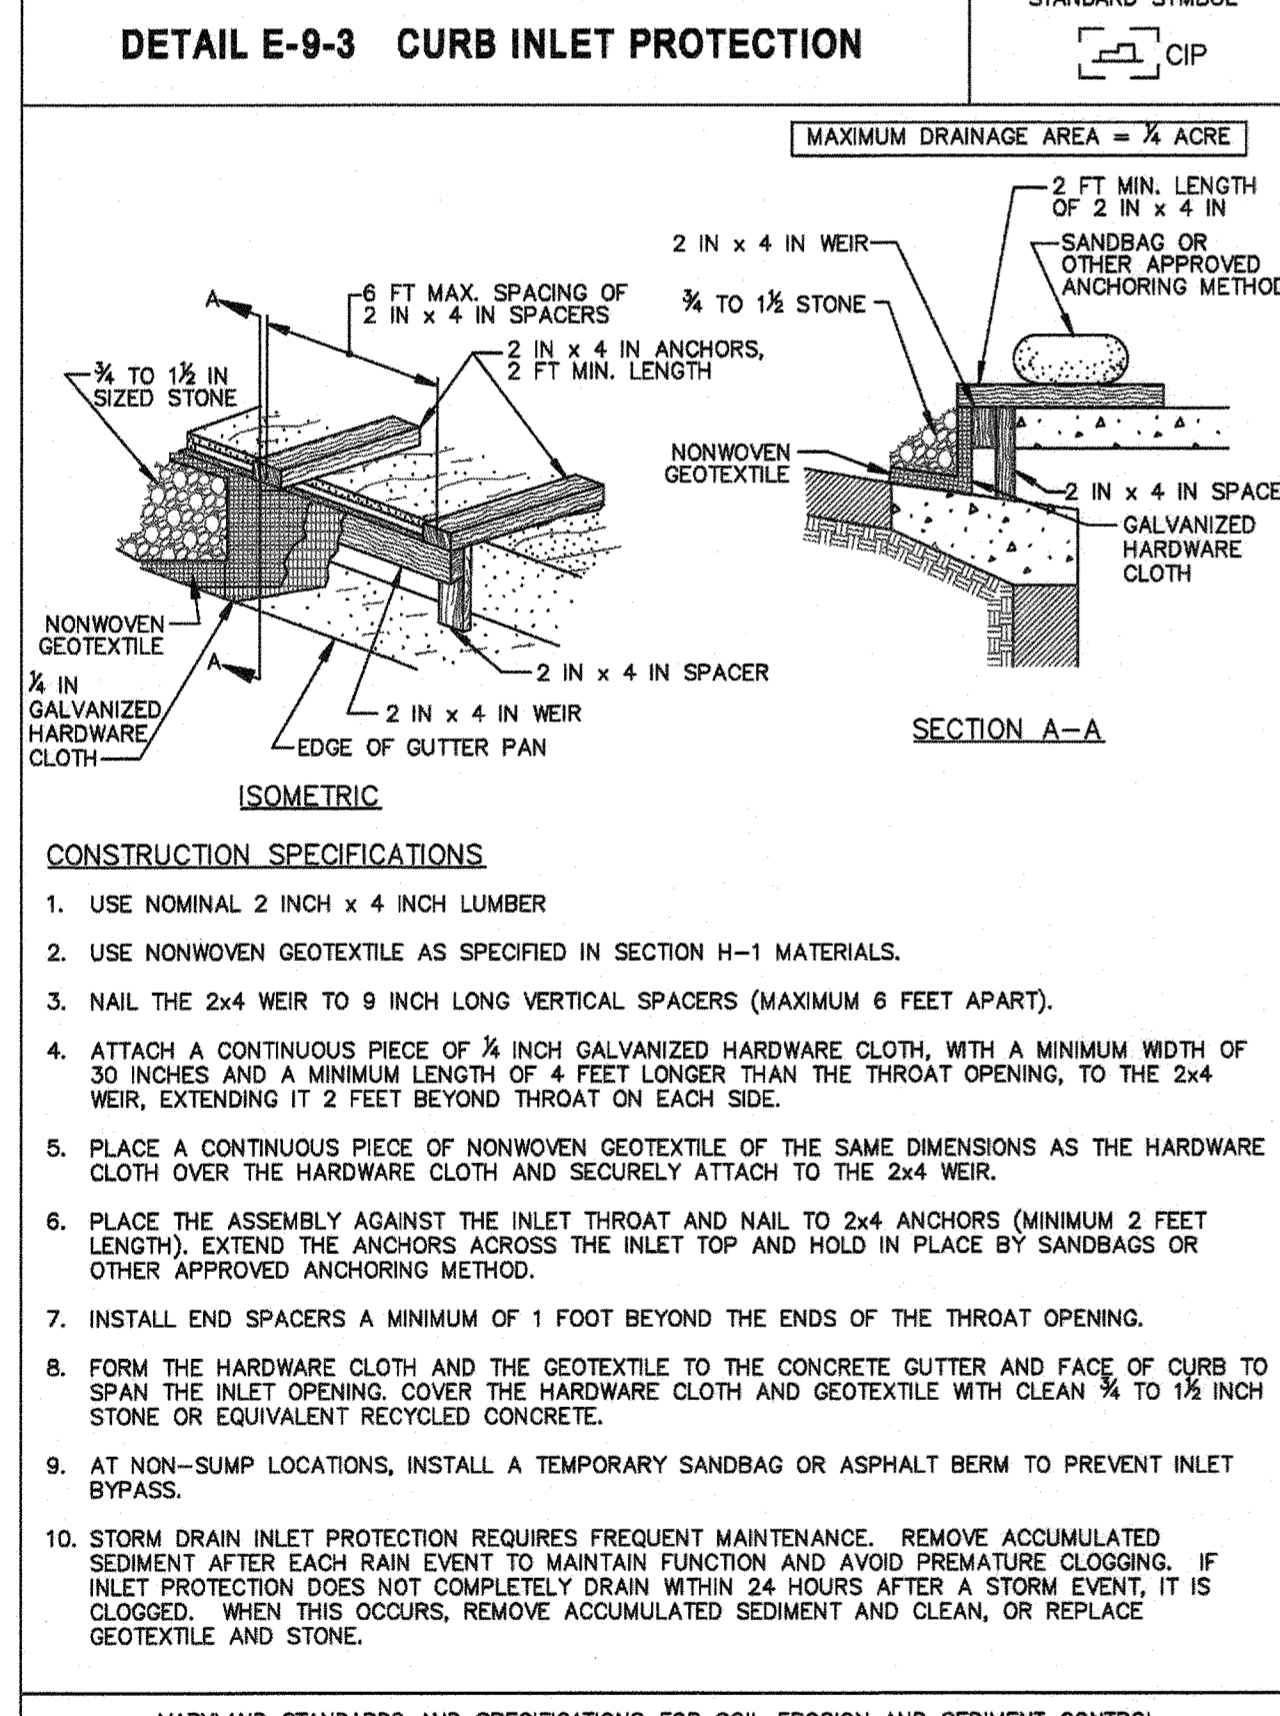 DETAIL E-9-3 CURB INLET PROTECTION
STANDARD SYMBOL
CIP
MAXIMUM DRAINAGE AREA = ¼ ACRE
6 FT MAX. SPACING OF
2 IN x 4 IN SPACERS
2 IN x 4 IN ANCHORS,
2 FT MIN. LENGTH
A
¾ TO 1½ IN
SIZED STONE
NONWOVEN
GEOTEXTILE
A
¼ IN
GALVANIZED
HARDWARE
CLOTH
2 IN x 4 IN SPACER
2 IN x 4 IN WEIR
EDGE OF GUTTER PAN
ISOMETRIC
2 FT MIN. LENGTH
OF 2 IN x 4 IN
2 IN x 4 IN WEIR
SANDBAG OR
OTHER APPROVED
ANCHORING METHOD
¾ TO 1½ STONE
NONWOVEN
GEOTEXTILE
2 IN x 4 IN SPACE
GALVANIZED
HARDWARE
CLOTH
SECTION A-A
CONSTRUCTION SPECIFICATIONS
1. USE NOMINAL 2 INCH x 4 INCH LUMBER
2. USE NONWOVEN GEOTEXTILE AS SPECIFIED IN SECTION H-1 MATERIALS.
3. NAIL THE 2x4 WEIR TO 9 INCH LONG VERTICAL SPACERS (MAXIMUM 6 FEET APART).
4. ATTACH A CONTINUOUS PIECE OF ¼ INCH GALVANIZED HARDWARE CLOTH, WITH A MINIMUM WIDTH OF
30 INCHES AND A MINIMUM LENGTH OF 4 FEET LONGER THAN THE THROAT OPENING, TO THE 2x4
WEIR, EXTENDING IT 2 FEET BEYOND THROAT ON EACH SIDE.
5. PLACE A CONTINUOUS PIECE OF NONWOVEN GEOTEXTILE OF THE SAME DIMENSIONS AS THE HARDWARE
CLOTH OVER THE HARDWARE CLOTH AND SECURELY ATTACH TO THE 2x4 WEIR.
6. PLACE THE ASSEMBLY AGAINST THE INLET THROAT AND NAIL TO 2x4 ANCHORS (MINIMUM 2 FEET
LENGTH). EXTEND THE ANCHORS ACROSS THE INLET TOP AND HOLD IN PLACE BY SANDBAGS OR
OTHER APPROVED ANCHORING METHOD.
7. INSTALL END SPACERS A MINIMUM OF 1 FOOT BEYOND THE ENDS OF THE THROAT OPENING.
8. FORM THE HARDWARE CLOTH AND THE GEOTEXTILE TO THE CONCRETE GUTTER AND FACE OF CURB TO
SPAN THE INLET OPENING. COVER THE HARDWARE CLOTH AND GEOTEXTILE WITH CLEAN ¾ TO 1½ INCH
STONE OR EQUIVALENT RECYCLED CONCRETE.
9. AT NON-SUMP LOCATIONS, INSTALL A TEMPORARY SANDBAG OR ASPHALT BERM TO PREVENT INLET
BYPASS.
10. STORM DRAIN INLET PROTECTION REQUIRES FREQUENT MAINTENANCE. REMOVE ACCUMULATED
SEDIMENT AFTER EACH RAIN EVENT TO MAINTAIN FUNCTION AND AVOID PREMATURE CLOGGING. IF
INLET PROTECTION DOES NOT COMPLETELY DRAIN WITHIN 24 HOURS AFTER A STORM EVENT, IT IS
CLOGGED. WHEN THIS OCCURS, REMOVE ACCUMULATED SEDIMENT AND CLEAN, OR REPLACE
GEOTEXTILE AND STONE.
MARYLAND STANDARDS AND SPECIFICATIONS FOR SOIL EROSION AND SEDIMENT CONTROL